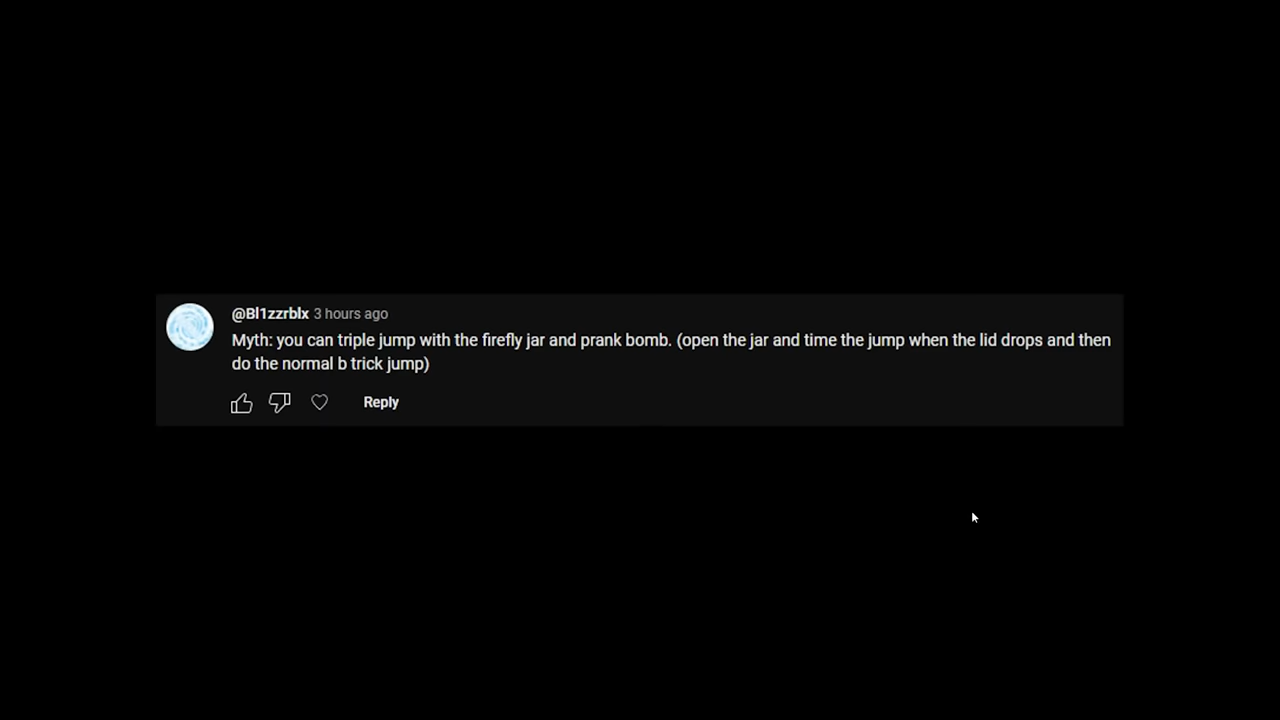 @Bl1zzrblx 3 hours ago
Myth: you can triple jump with the firefly jar and prank bomb. (open the jar and time the jump when the lid drops and then
do the normal b trick jump)
Reply